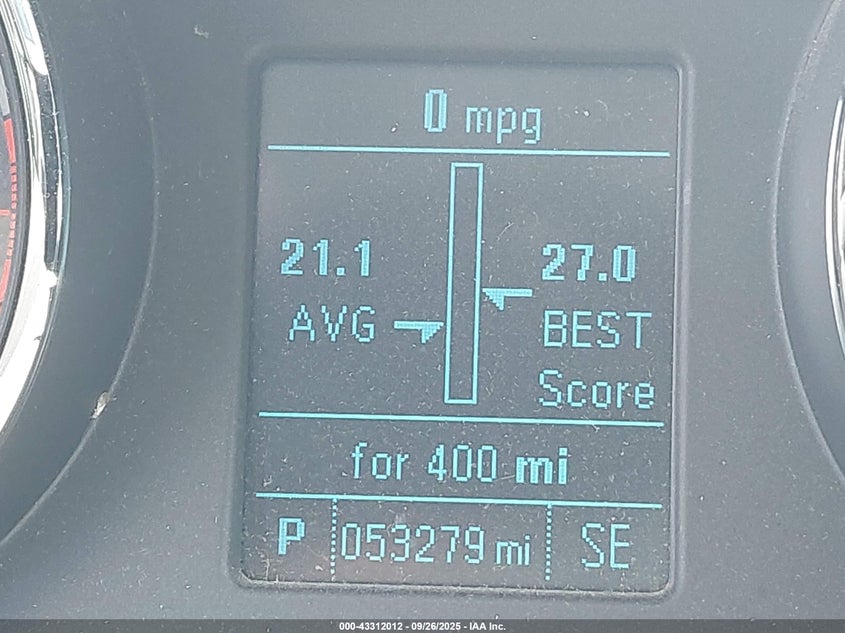 0 mpg
21.1
AVG
27.0
BEST
Score
for 400 mi
P 053279 mi SE
000-43312012 - 09/26/2025 - IAA Inc.